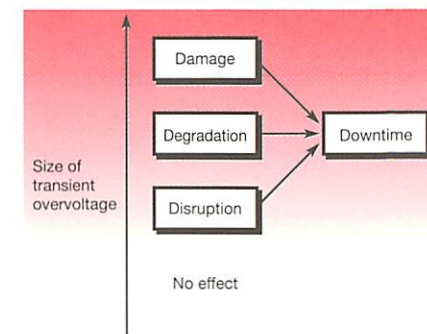 Damage
Degradation
Downtime
Size of
transient
overvoltage
Disruption
No effect